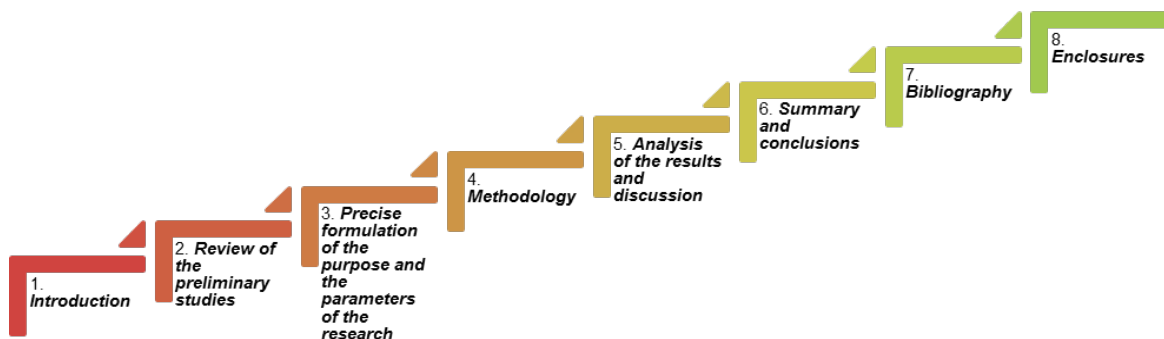 1.
Introduction
2. Review of
the
preliminary
studies
3. Precise
formulation
of the
purpose and
the
parameters
of the
research
4.
Methodology
5. Analysis
of the results
and
discussion
6. Summary
and
conclusions
7.
Bibliography
8.
Enclosures